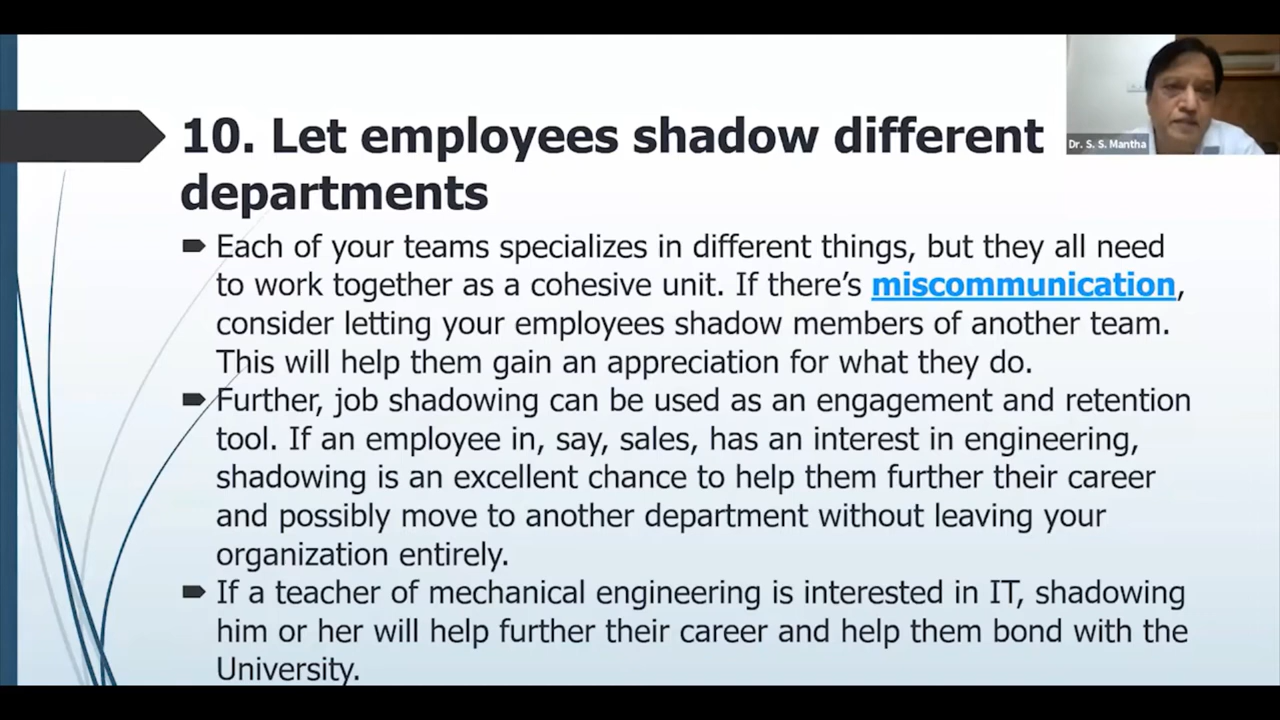 10. Let employees shadow different
departments
Dr. S. S. Mantha
Each of your teams specializes in different things, but they all need
to work together as a cohesive unit. If there’s miscommunication,
consider letting your employees shadow members of another team.
This will help them gain an appreciation for what they do.
Further, job shadowing can be used as an engagement and retention
tool. If an employee in, say, sales, has an interest in engineering,
shadowing is an excellent chance to help them further their career
and possibly move to another department without leaving your
organization entirely.
If a teacher of mechanical engineering is interested in IT, shadowing
him or her will help further their career and help them bond with the
University.